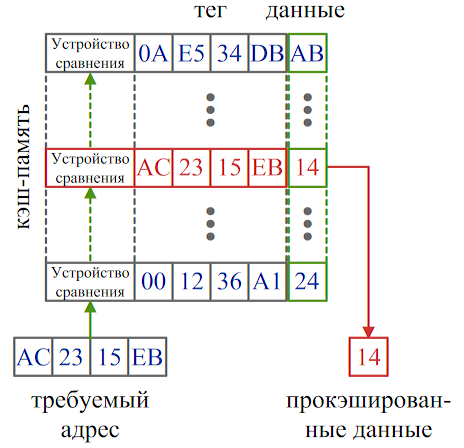 тег данные
Устройство сравнения 0A E5 34 DB AB
кэш-память
Устройство сравнения AC 23 15 EB 14
Устройство сравнения 00 12 36 A1 24
AC 23 15 EB
14
требуемый
адрес
прокэширован-
ные данные